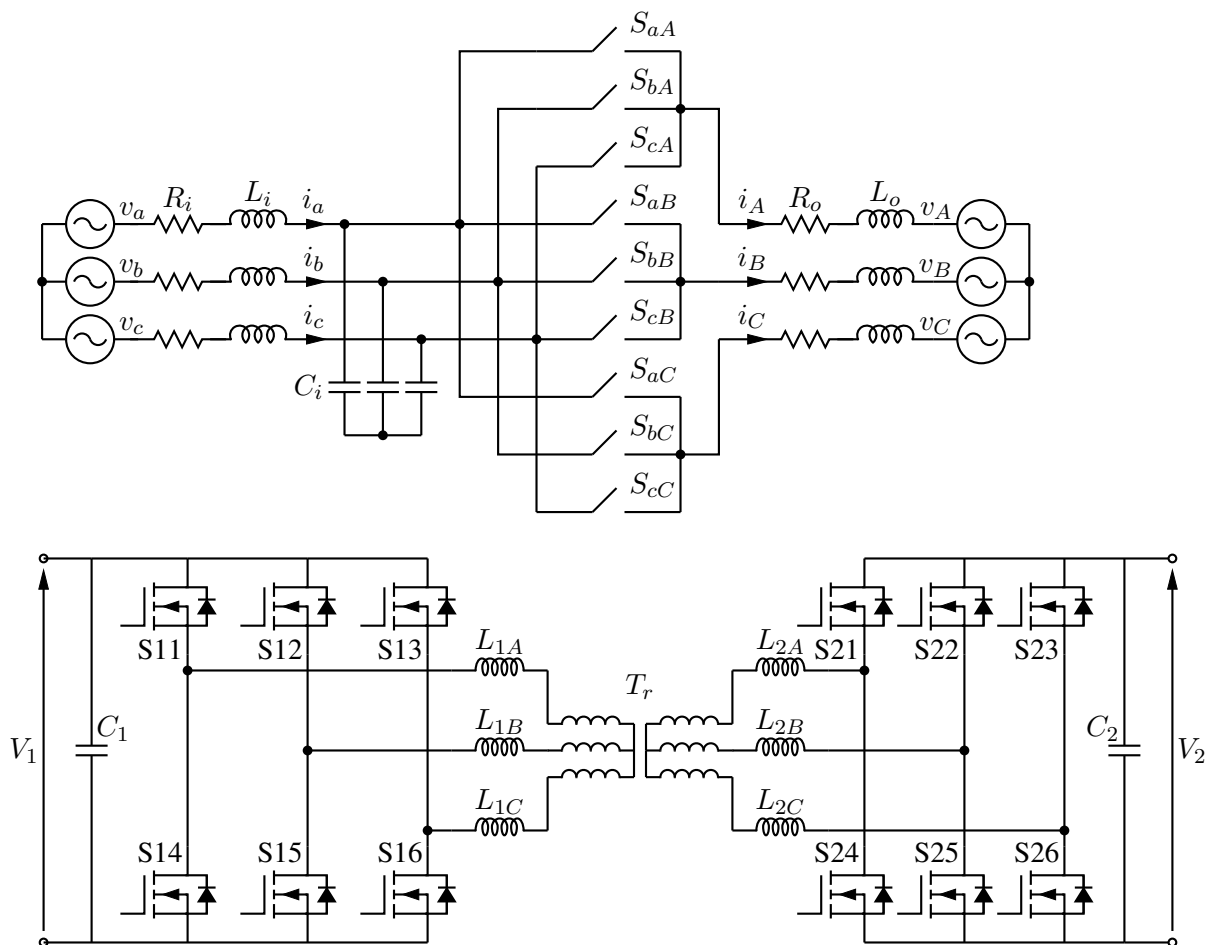 S_{aA}
S_{bA}
S_{cA}
v_a R_i L_i i_a S_{aB} i_A R_o L_o v_A
v_b i_b S_{bB} i_B v_B
v_c i_c S_{cB} i_C v_C
C_i S_{aC}
S_{bC}
S_{cC}
S11 S12 S13 L_{1A} L_{2A} S21 S22 S23
T_r
V_1 C_1 L_{1B} L_{2B} C_2 V_2
L_{1C} L_{2C}
S14 S15 S16 S24 S25 S26